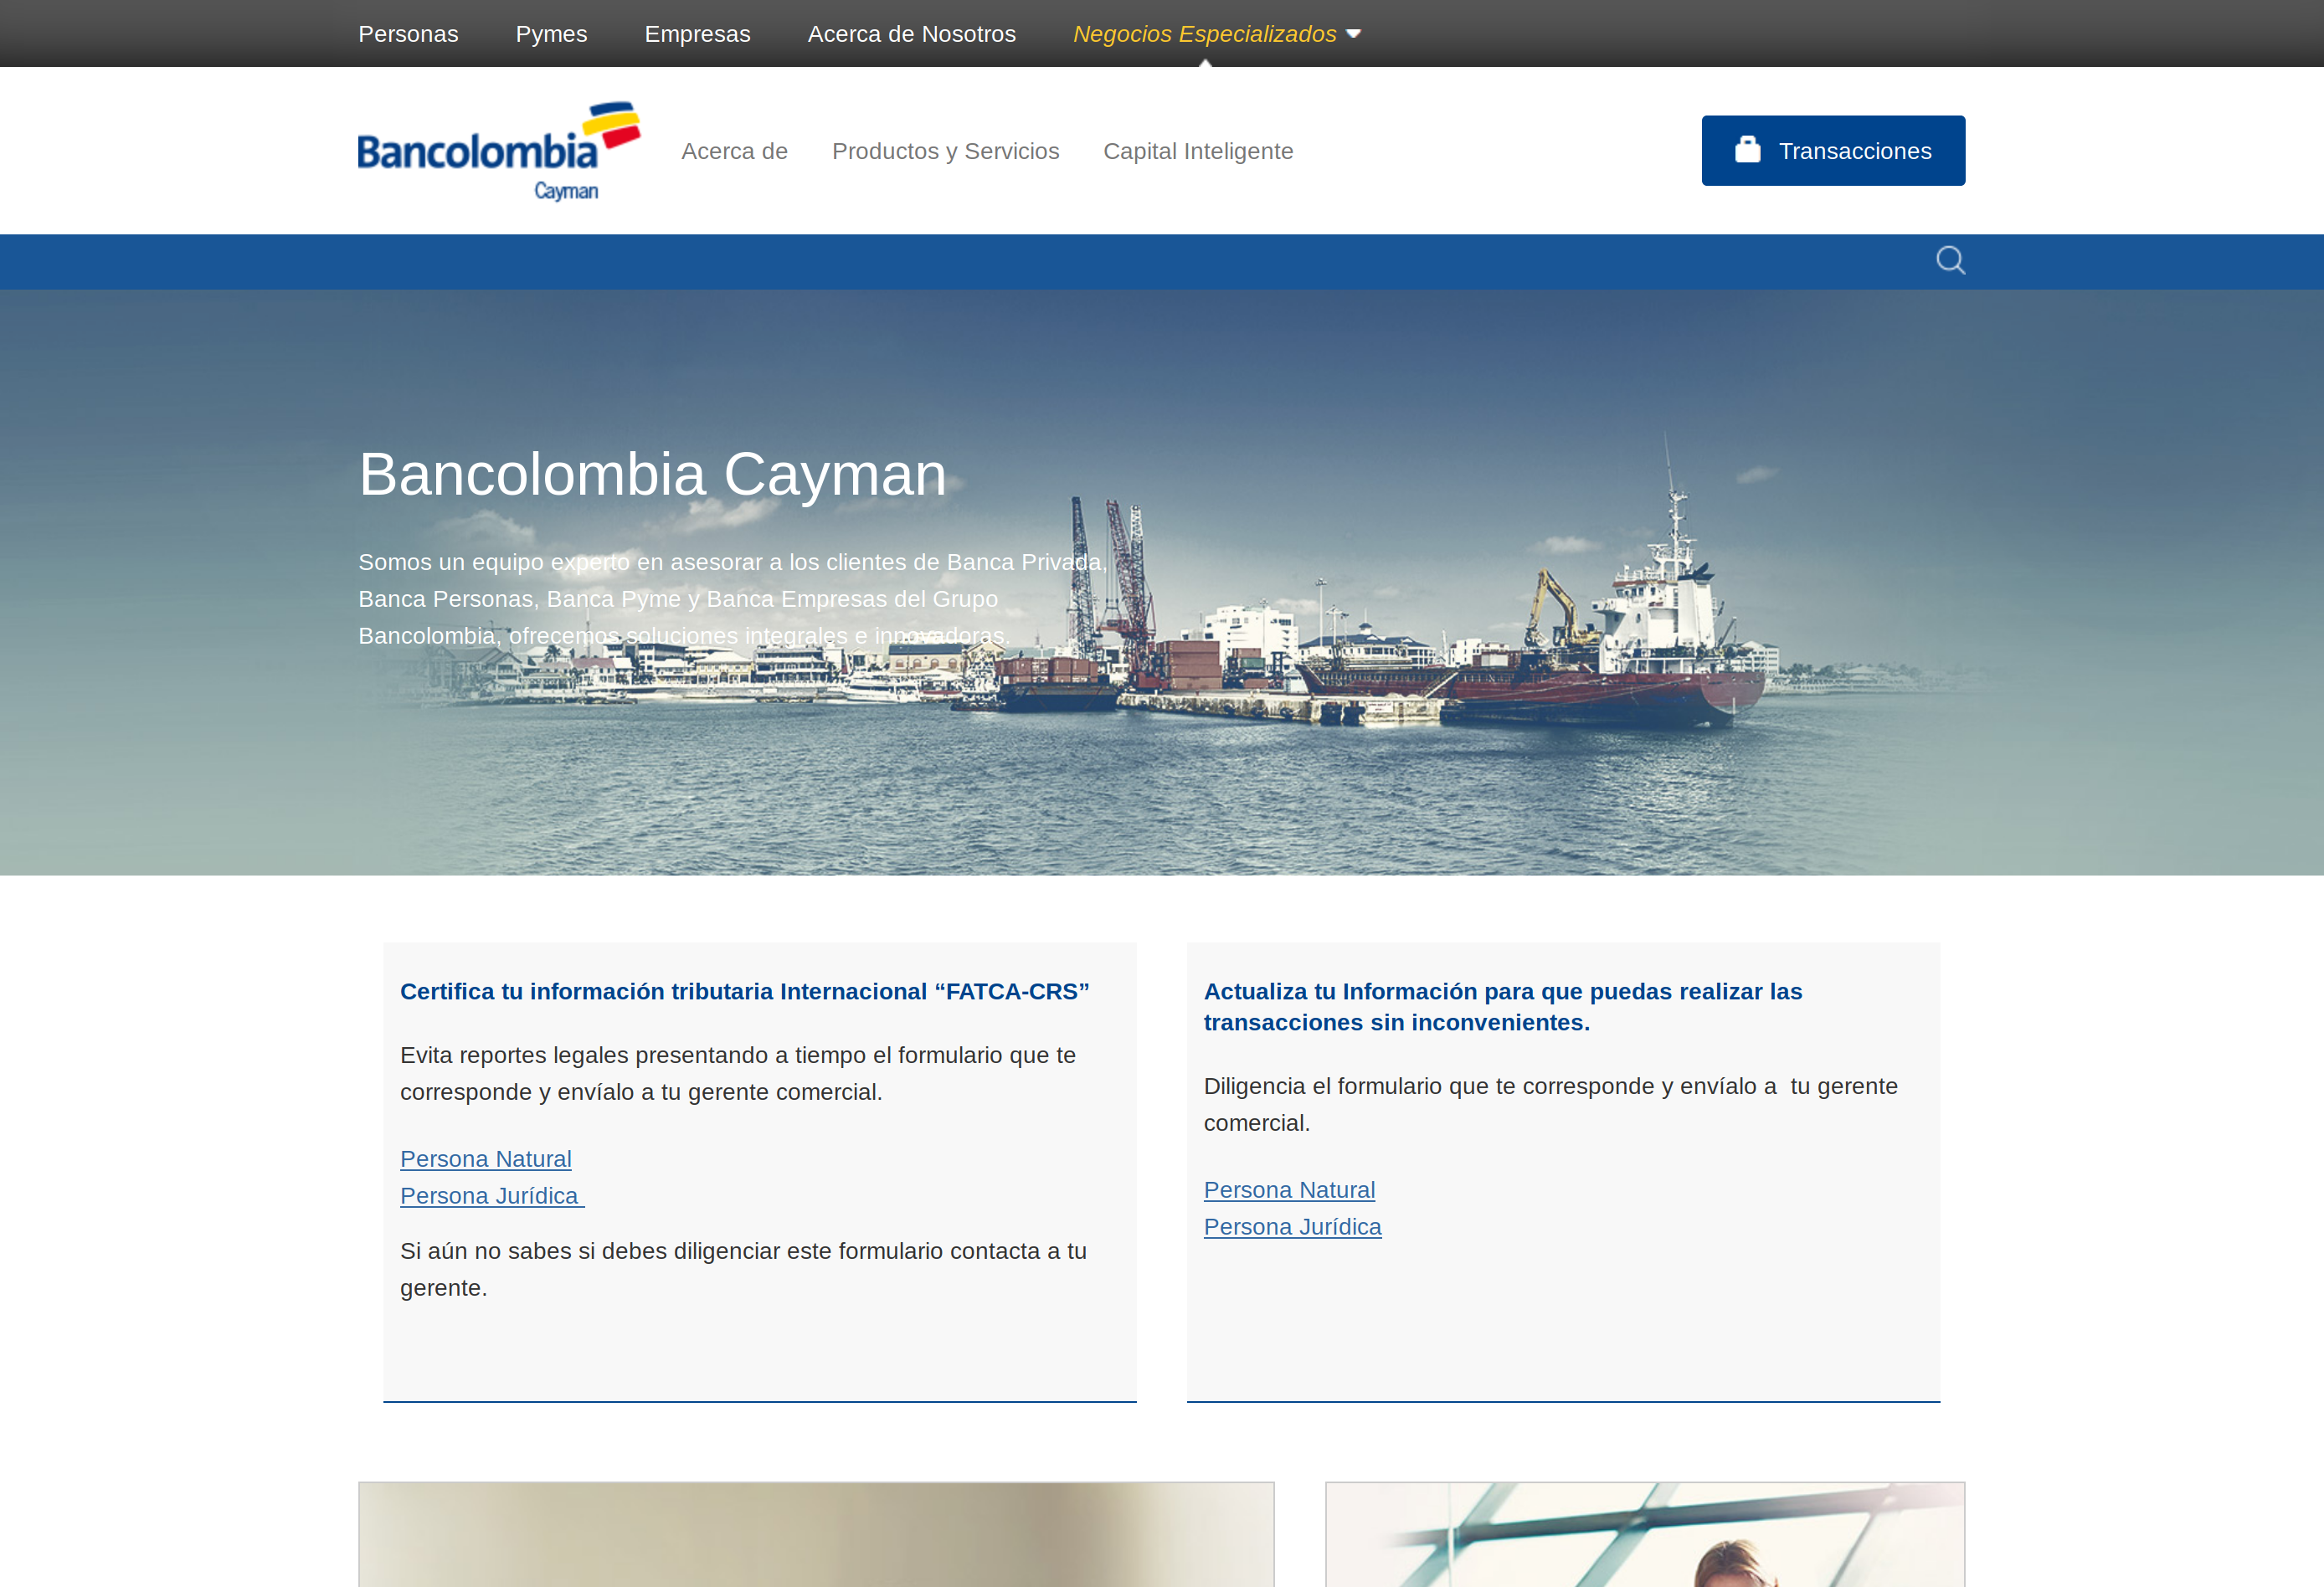 Personas Pymes Empresas Acerca de Nosotros Negocios Especializados
Bancolombia
Cayman
Acerca de Productos y Servicios Capital Inteligente
Transacciones
Bancolombia Cayman
Somos un equipo experto en asesorar a los clientes de Banca Privada,
Banca Personas, Banca Pyme y Banca Empresas del Grupo
Bancolombia, ofrecemos soluciones integrales e innovadoras.
Certifica tu información tributaria Internacional “FATCA-CRS”
Evita reportes legales presentando a tiempo el formulario que te
corresponde y envíalo a tu gerente comercial.
Persona Natural
Persona Jurídica
Si aún no sabes si debes diligenciar este formulario contacta a tu
gerente.
Actualiza tu Información para que puedas realizar las
transacciones sin inconvenientes.
Diligencia el formulario que te corresponde y envíalo a  tu gerente
comercial.
Persona Natural
Persona Jurídica